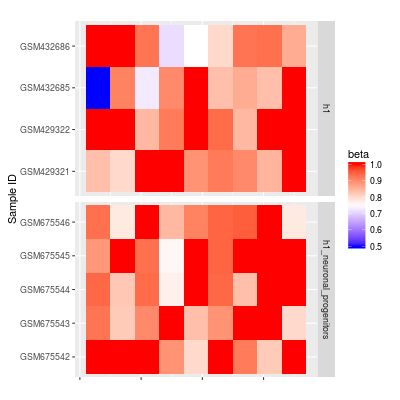 GSM432686
GSM432685
GSM429322
GSM429321
h1
GSM675546
GSM675545
GSM675544
GSM675543
GSM675542
h1_neuronal_progenitors
Sample ID
beta
1.0
0.9
0.8
0.7
0.6
0.5